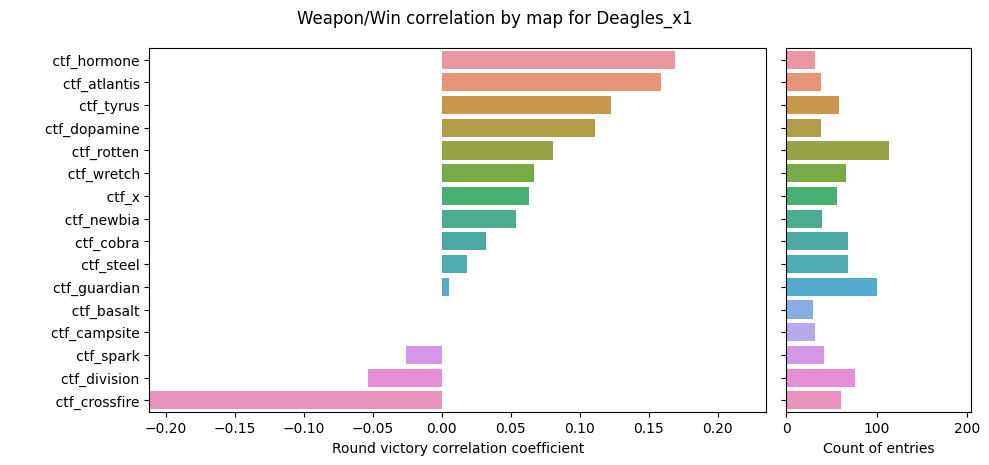 Weapon/Win correlation by map for Deagles_x1
ctf_hormone
ctf_atlantis
ctf_tyrus
ctf_dopamine
ctf_rotten
ctf_wretch
ctf_x
ctf_newbia
ctf_cobra
ctf_steel
ctf_guardian
ctf_basalt
ctf_campsite
ctf_spark
ctf_division
ctf_crossfire
−0.20 −0.15 −0.10 −0.05 0.00 0.05 0.10 0.15 0.20
Round victory correlation coefficient
0 100 200
Count of entries